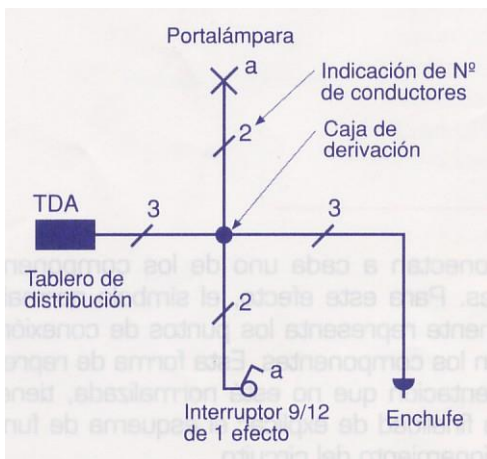 Portalámpara
a
Indicación de Nº
de conductores
2
Caja de
derivación
TDA
3
3
Tablero de
distribución
2
a
Interruptor 9/12
de 1 efecto
Enchufe